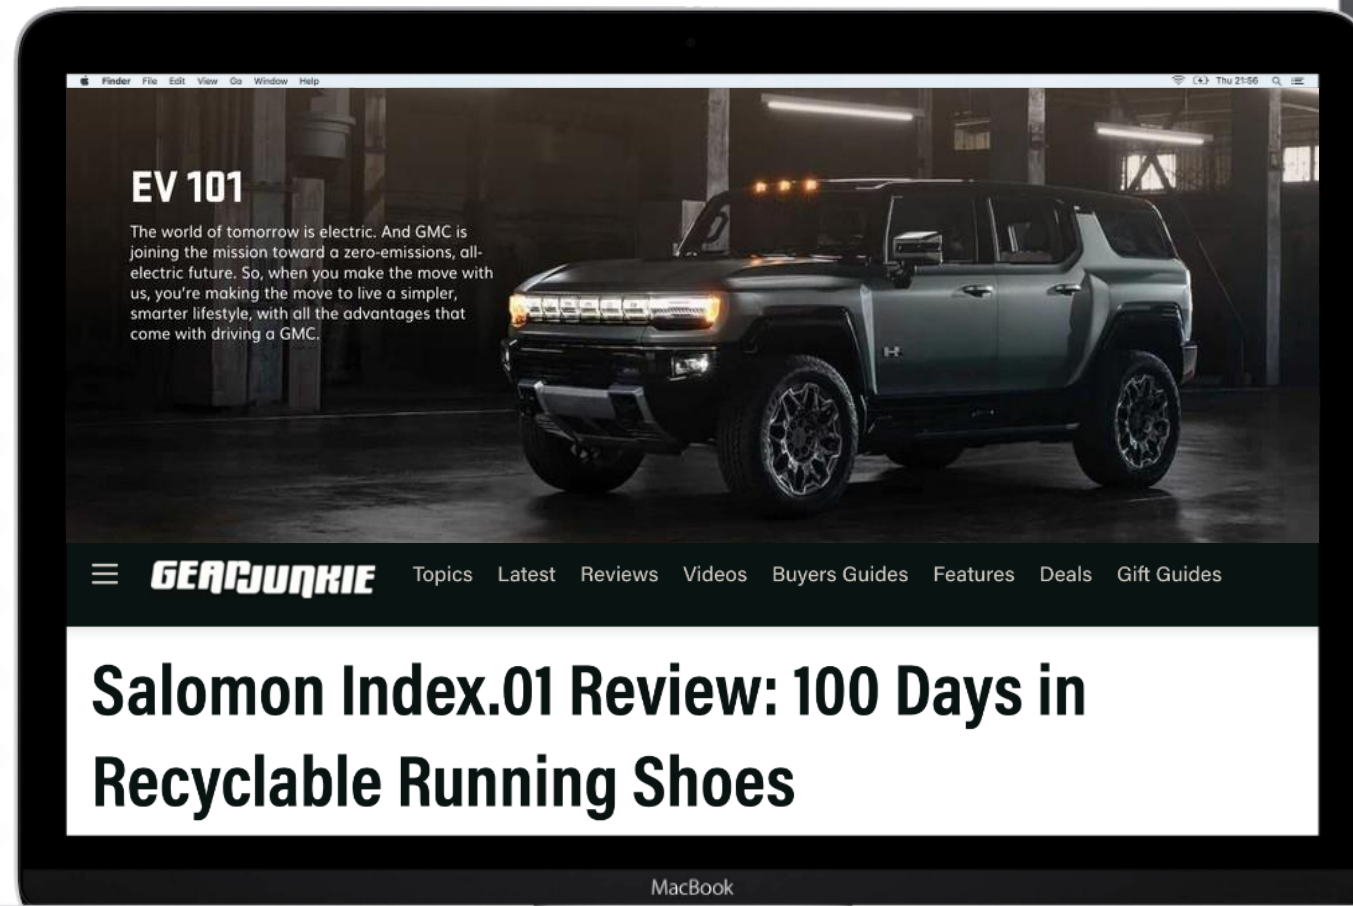 Finder File Edit View Go Window Help
Thu 21:56
EV 101
The world of tomorrow is electric. And GMC is
joining the mission toward a zero-emissions, all-
electric future. So, when you make the move with
us, you're making the move to live a simpler,
smarter lifestyle, with all the advantages that
come with driving a GMC.
GEARJUNKIE Topics Latest Reviews Videos Buyers Guides Features Deals Gift Guides
Salomon Index.01 Review: 100 Days in
Recyclable Running Shoes
MacBook